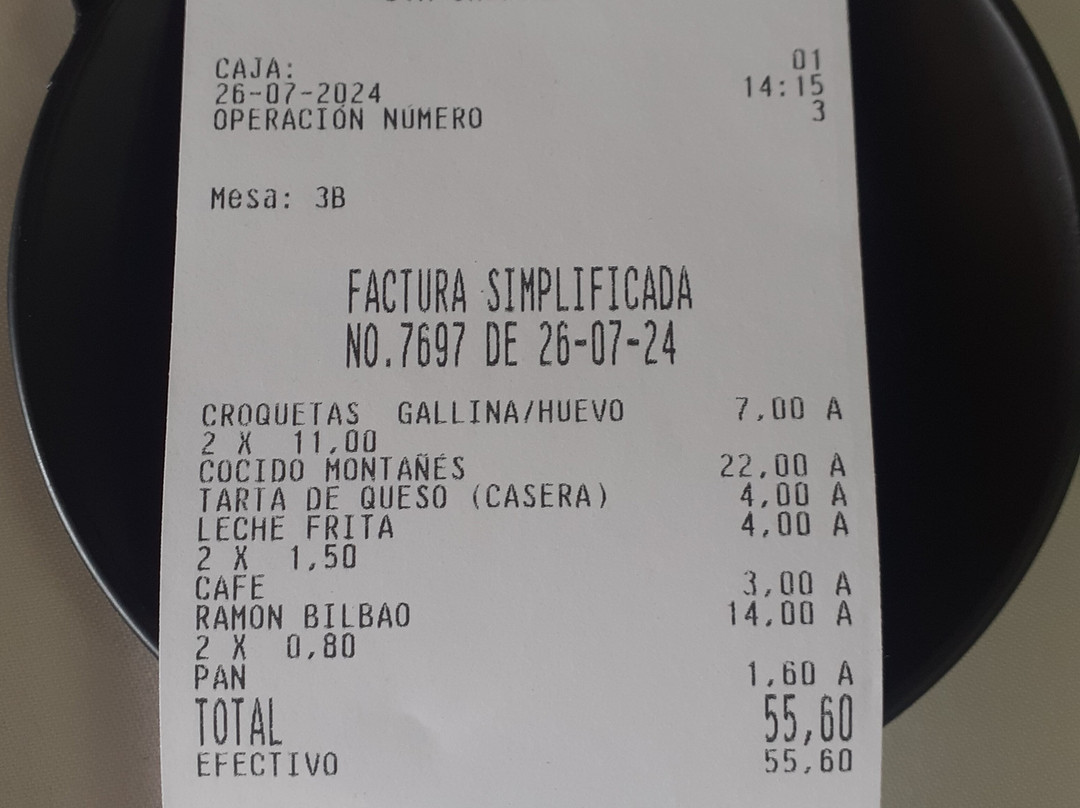 CAJA: 01
26-07-2024 14:15
OPERACIÓN NÚMERO 3
Mesa: 3B
FACTURA SIMPLIFICADA
NO.7697 DE 26-07-24
CROQUETAS GALLINA/HUEVO 7,00 A
2 X 11,00
COCIDO MONTAÑES 22,00 A
TARTA DE QUESO (CASERA) 4,00 A
LECHE FRITA 4,00 A
2 X 1,50
CAFE 3,00 A
RAMON BILBAO 14,00 A
2 X 0,80
PAN 1,60 A
TOTAL 55,60
EFECTIVO 55,60